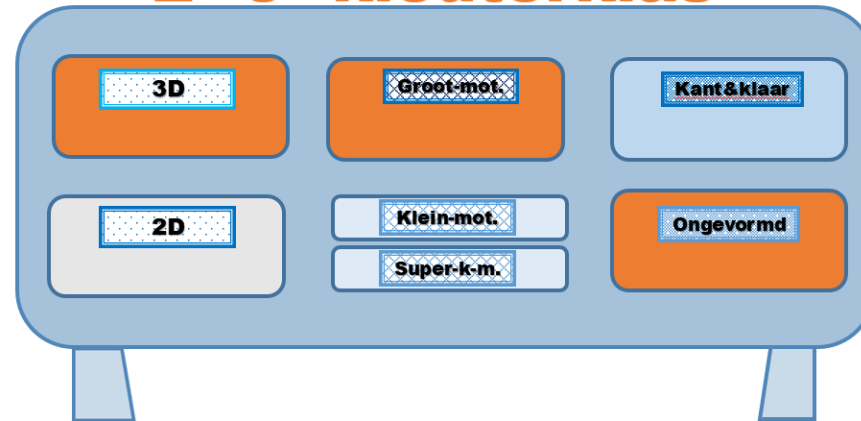 3D
Groot-mot.
Kant&klaar
2D
Klein-mot.
Super-k-m.
Ongevormd